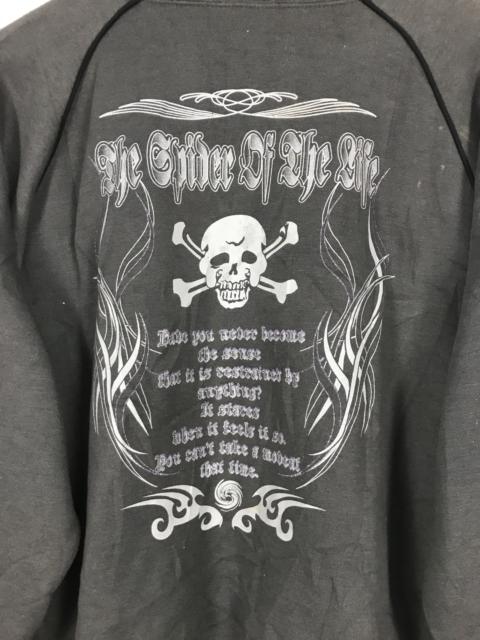 The Spider Of The Life
Have you never become
the sense
that it is restrained by
anything?
It stares
when it feels it so.
You can't take a moment
that time.